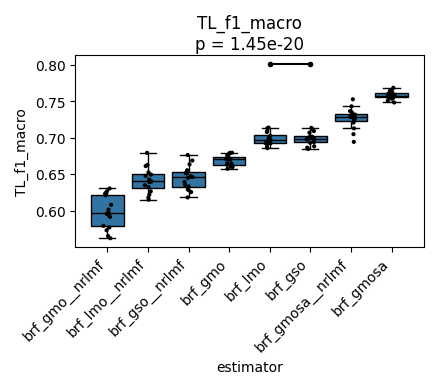 TL_f1_macro
p = 1.45e-20
TL_f1_macro
0.80
0.75
0.70
0.65
0.60
brf_gmo__nrlmf
brf_lmo__nrlmf
brf_gso__nrlmf
brf_gmo
brf_lmo
brf_gso
brf_gmosa__nrlmf
brf_gmosa
estimator